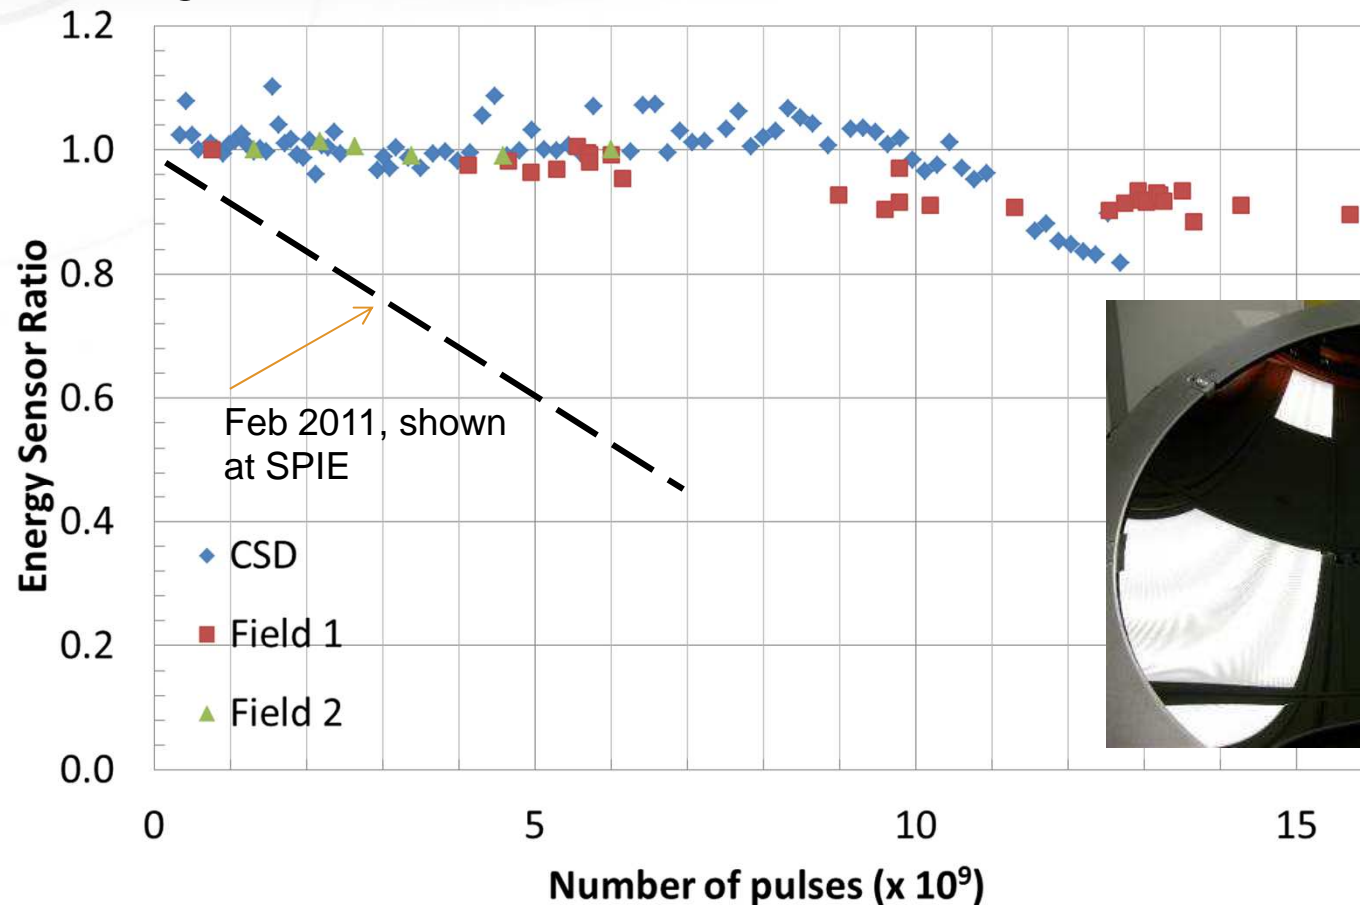 1.2
1.0
0.8
0.6
0.4
0.2
0.0
Energy Sensor Ratio
Feb 2011, shown
at SPIE
CSD
Field 1
Field 2
0 5 10 15
Number of pulses (x 10⁹)